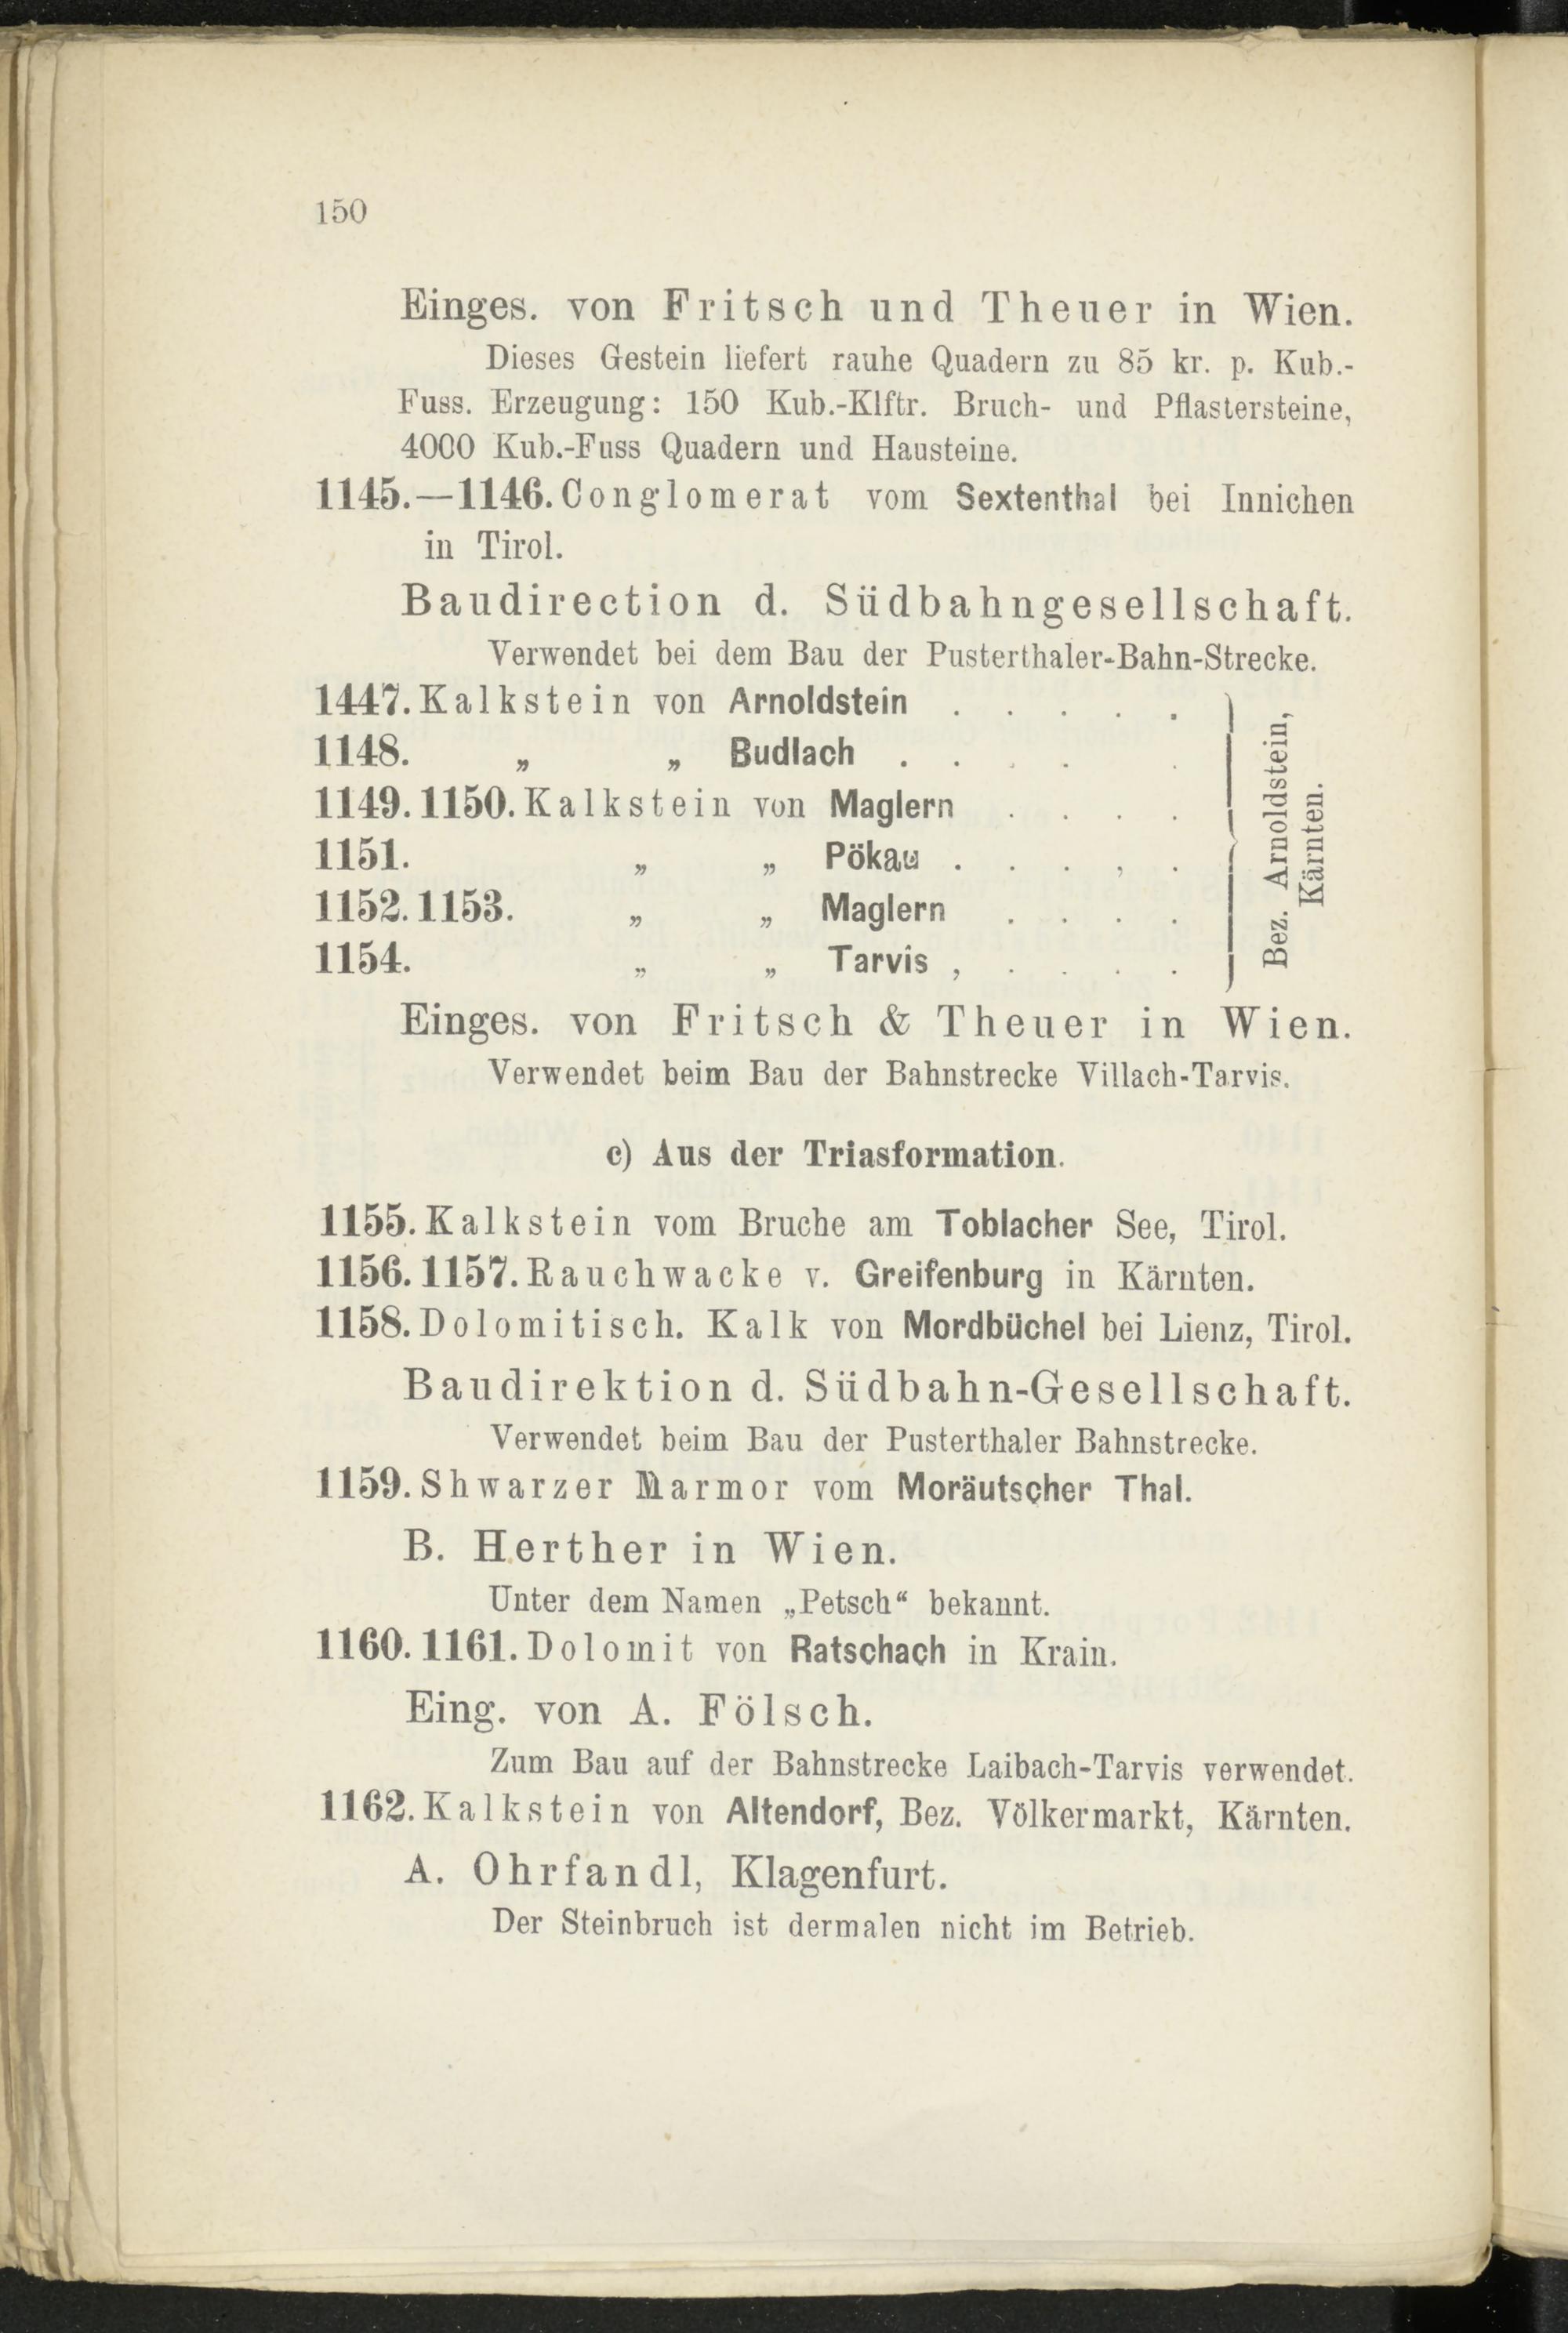 150
Einges. von Fritsch und Theuer in Wien.
Dieses Gestein liefert rauhe Quadern zu 85 kr. p. Kub.-
Fuss. Erzeugung: 150 Kub.-Klftr. Bruch- und Pflastersteine,
4000 Kub.-Fuss Quadern und Hausteine.
1145.—1146. Conglomerat vom Sextenthal bei Innichen
in Tirol.
Baudirection d. Südbahngesellschaft.
Verwendet bei dem Bau der Pusterthaler-Bahn-Strecke.
1447. Kalkstein von Arnoldstein . . . . .
1148. „ „ Budlach . . . . .
1149. 1150. Kalkstein von Maglern . . . .
1151. „ „ Pökau . . . , .
1152. 1153. „ „ Maglern . . . .
1154. „ „ Tarvis , . . . .
Bez. Arnoldstein,
Kärnten.
Einges. von Fritsch & Theuer in Wien.
Verwendet beim Bau der Bahnstrecke Villach-Tarvis.
c) Aus der Triasformation.
1155. Kalkstein vom Bruche am Toblacher See, Tirol.
1156. 1157. Rauchwacke v. Greifenburg in Kärnten.
1158. Dolomitisch. Kalk von Mordbüchel bei Lienz, Tirol.
Baudirektion d. Südbahn-Gesellschaft.
Verwendet beim Bau der Pusterthaler Bahnstrecke.
1159. Shwarzer Marmor vom Moräutscher Thal.
B. Herther in Wien.
Unter dem Namen „Petsch“ bekannt.
1160. 1161. Dolomit von Ratschach in Krain.
Eing. von A. Fölsch.
Zum Bau auf der Bahnstrecke Laibach-Tarvis verwendet.
1162. Kalkstein von Altendorf, Bez. Völkermarkt, Kärnten.
A. Ohrfandl, Klagenfurt.
Der Steinbruch ist dermalen nicht im Betrieb.